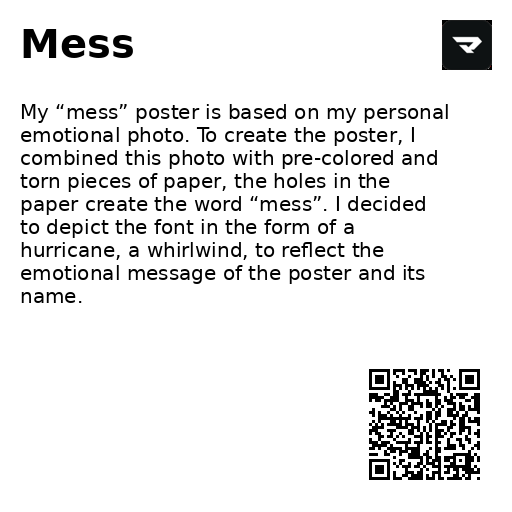 Mess
My “mess” poster is based on my personal
emotional photo. To create the poster, I
combined this photo with pre-colored and
torn pieces of paper, the holes in the
paper create the word “mess”. I decided
to depict the font in the form of a
hurricane, a whirlwind, to reflect the
emotional message of the poster and its
name.